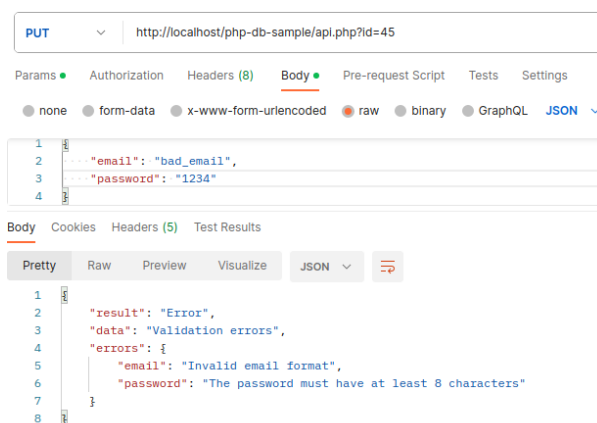 PUT http://localhost/php-db-sample/api.php?id=45
Params Authorization Headers (8) Body Pre-request Script Tests Settings
none form-data x-www-form-urlencoded raw binary GraphQL JSON
1 {
2 "email": "bad_email",
3 "password": "1234"
4 }
Body Cookies Headers (5) Test Results
Pretty Raw Preview Visualize JSON
1 {
2 "result": "Error",
3 "data": "Validation errors",
4 "errors": {
5 "email": "Invalid email format",
6 "password": "The password must have at least 8 characters"
7 }
8 }